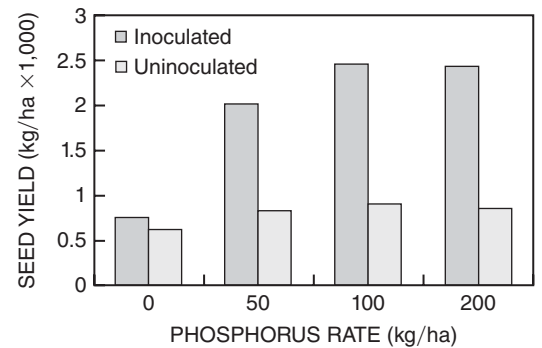 SEED YIELD (kg/ha ×1,000)
3
2.5
2
1.5
1
0.5
0
Inoculated
Uninoculated
0 50 100 200
PHOSPHORUS RATE (kg/ha)